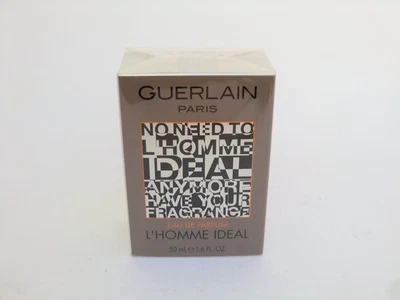 GUERLAIN
PARIS
NO NEED TO
L'HOMME
IDEAL
ANYMORE
HAVE YOUR
FRAGRANCE
EAU DE PARFUM
L'HOMME IDEAL
50 mL e 1.6 FL. OZ